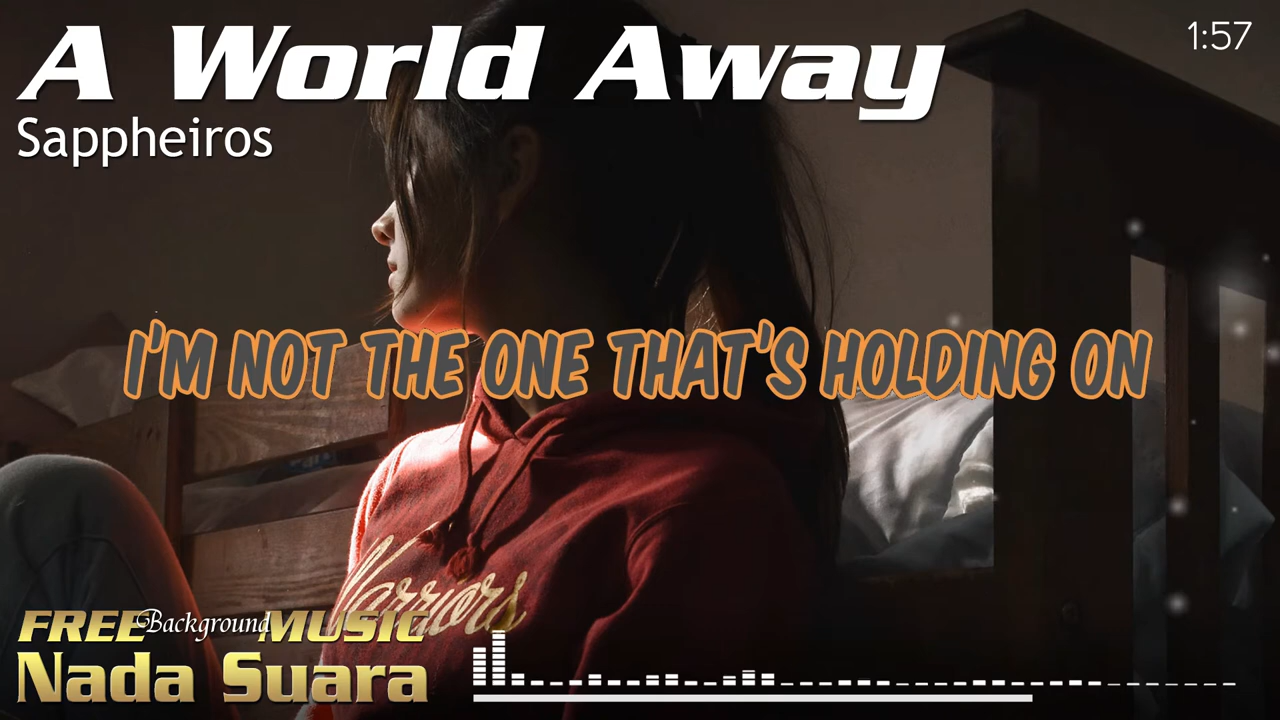 A World Away
1:57
Sappheiros
I'M NOT THE ONE THAT'S HOLDING ON
Warriors
FREE Background MUSIC
Nada Suara